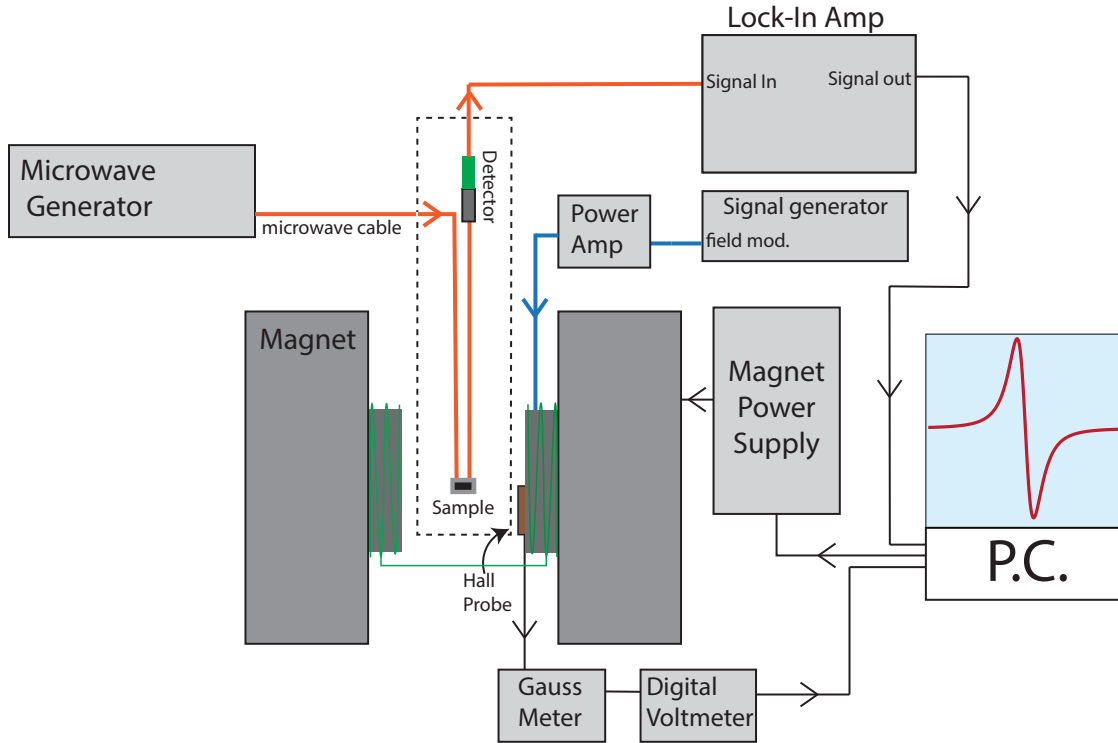 Lock-In Amp
Signal In
Signal out
Microwave
Generator
microwave cable
Detector
Power
Amp
Signal generator
field mod.
Magnet
Magnet
Power
Supply
Sample
Hall
Probe
P.C.
Gauss
Meter
Digital
Voltmeter